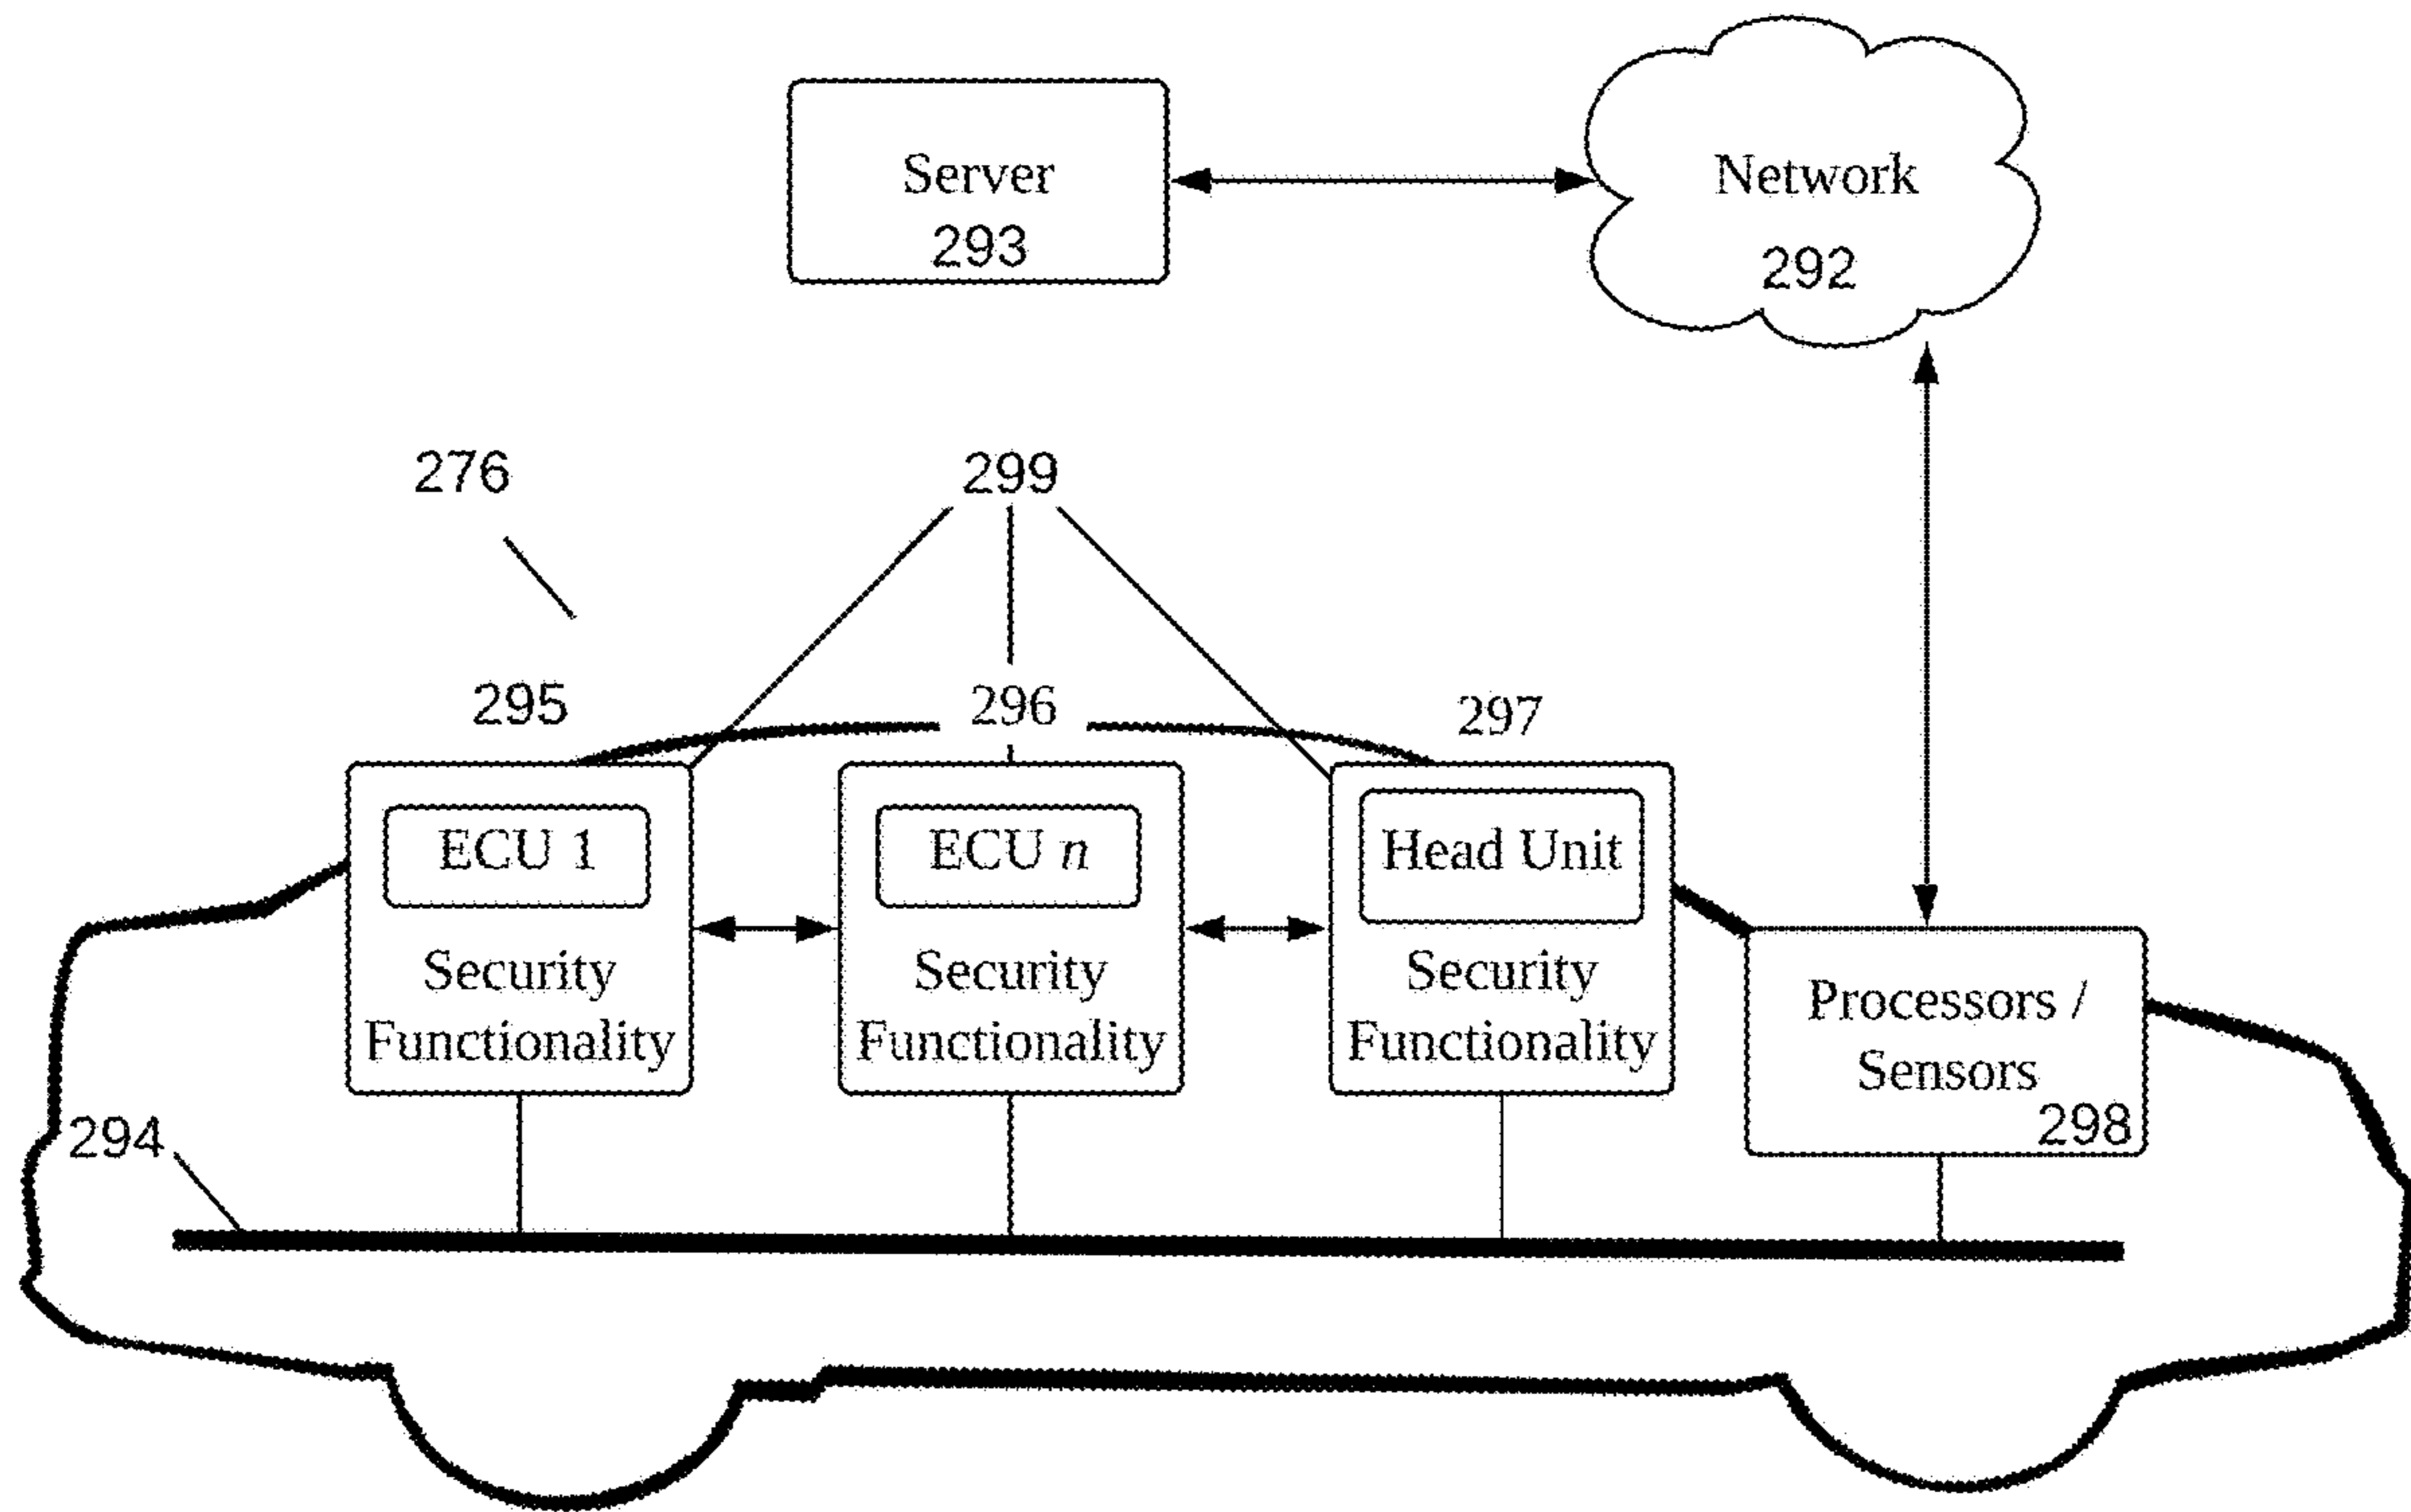 Server
293
Network
292
276
299
295
296
297
ECU 1
Security
Functionality
ECU n
Security
Functionality
Head Unit
Security
Functionality
Processors /
Sensors
298
294